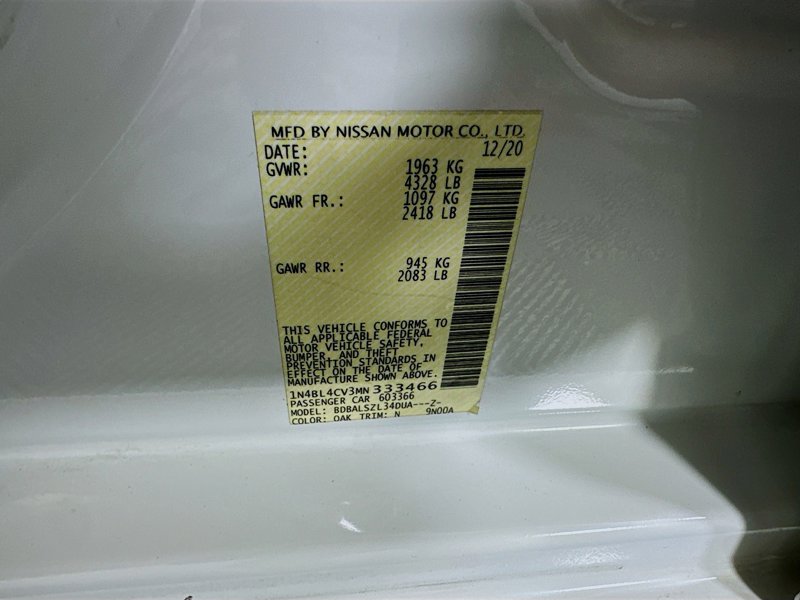 MFD BY NISSAN MOTOR CO., LTD.
DATE: 12/20
GVWR: 1963 KG
4328 LB
GAWR FR.: 1097 KG
2418 LB
GAWR RR.: 945 KG
2083 LB
THIS VEHICLE CONFORMS TO
ALL APPLICABLE FEDERAL
MOTOR VEHICLE SAFETY,
BUMPER, AND THEFT
PREVENTION STANDARDS IN
EFFECT ON THE DATE OF
MANUFACTURE SHOWN ABOVE.
1N4BL4CV3MN 333466
PASSENGER CAR 603366
MODEL: BDBALSZL34DUA---Z-
COLOR: QAK TRIM: N 9N00A